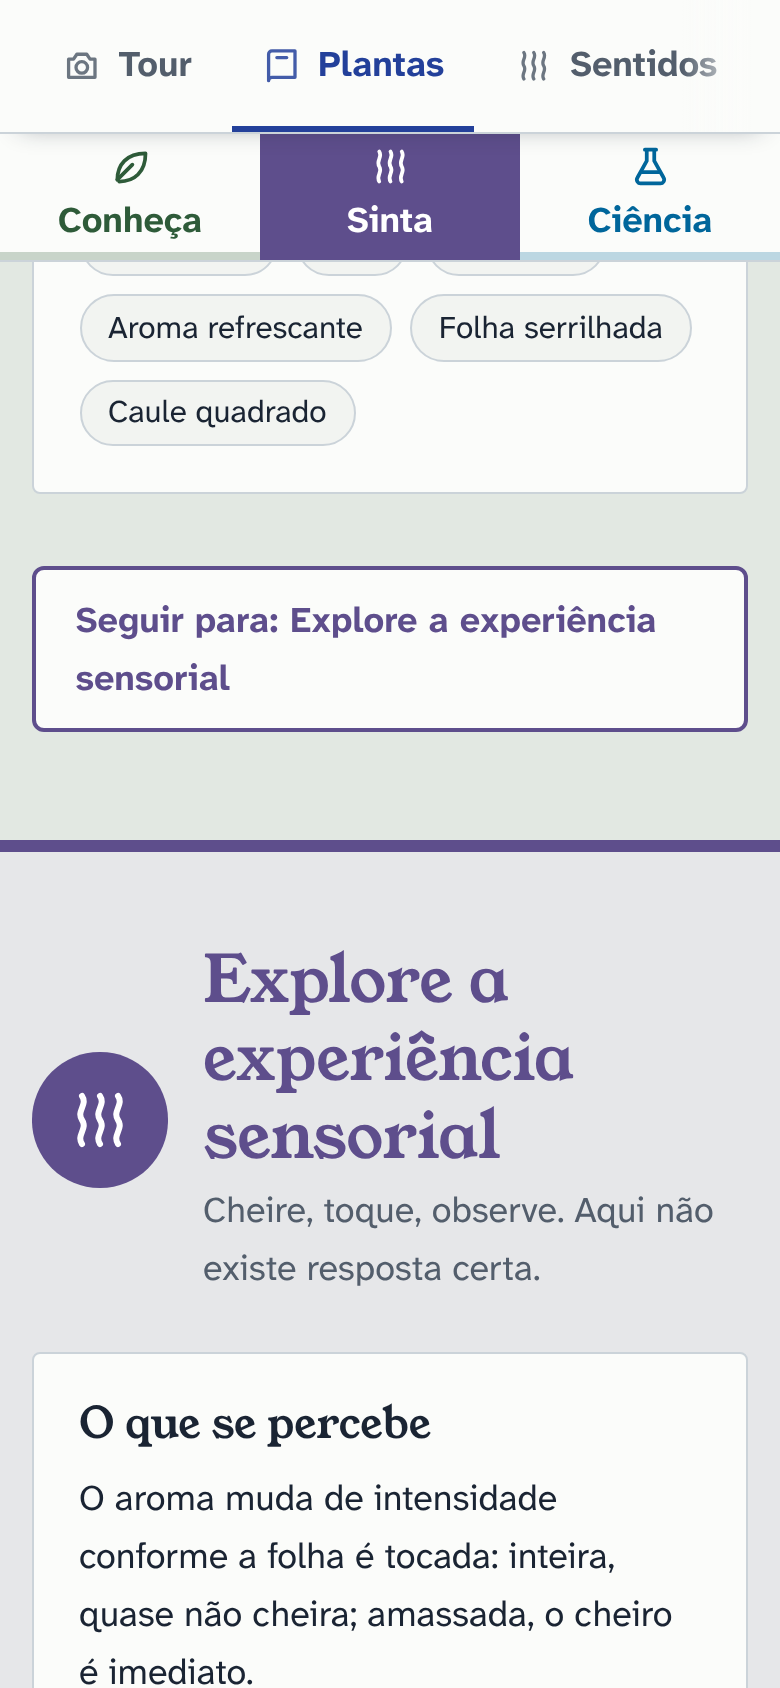 Tour
Plantas
Sentidos
Conheça
Sinta
Ciência
Aroma refrescante
Folha serrilhada
Caule quadrado
Seguir para: Explore a experiência
sensorial
Explore a
experiência
sensorial
Cheire, toque, observe. Aqui não
existe resposta certa.
O que se percebe
O aroma muda de intensidade
conforme a folha é tocada: inteira,
quase não cheira; amassada, o cheiro
é imediato.